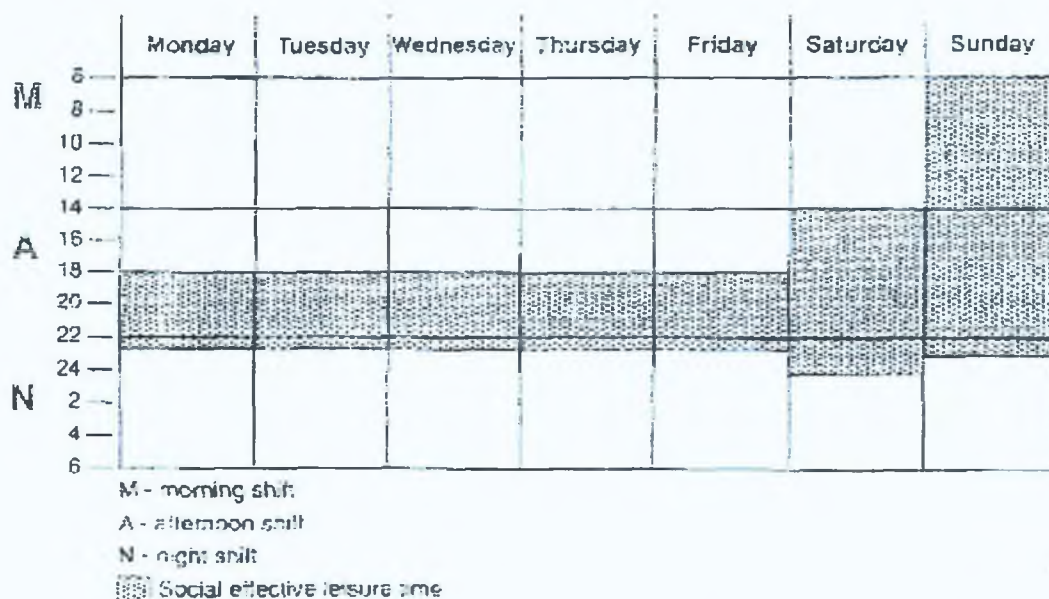 Monday Tuesday Wednesday Thursday Friday Saturday Sunday
6
M
8
10
12
14
A
16
18
20
22
24
N
2
4
6
M - morning shift
A - afternoon shift
N - night shift
Social effective leisure time